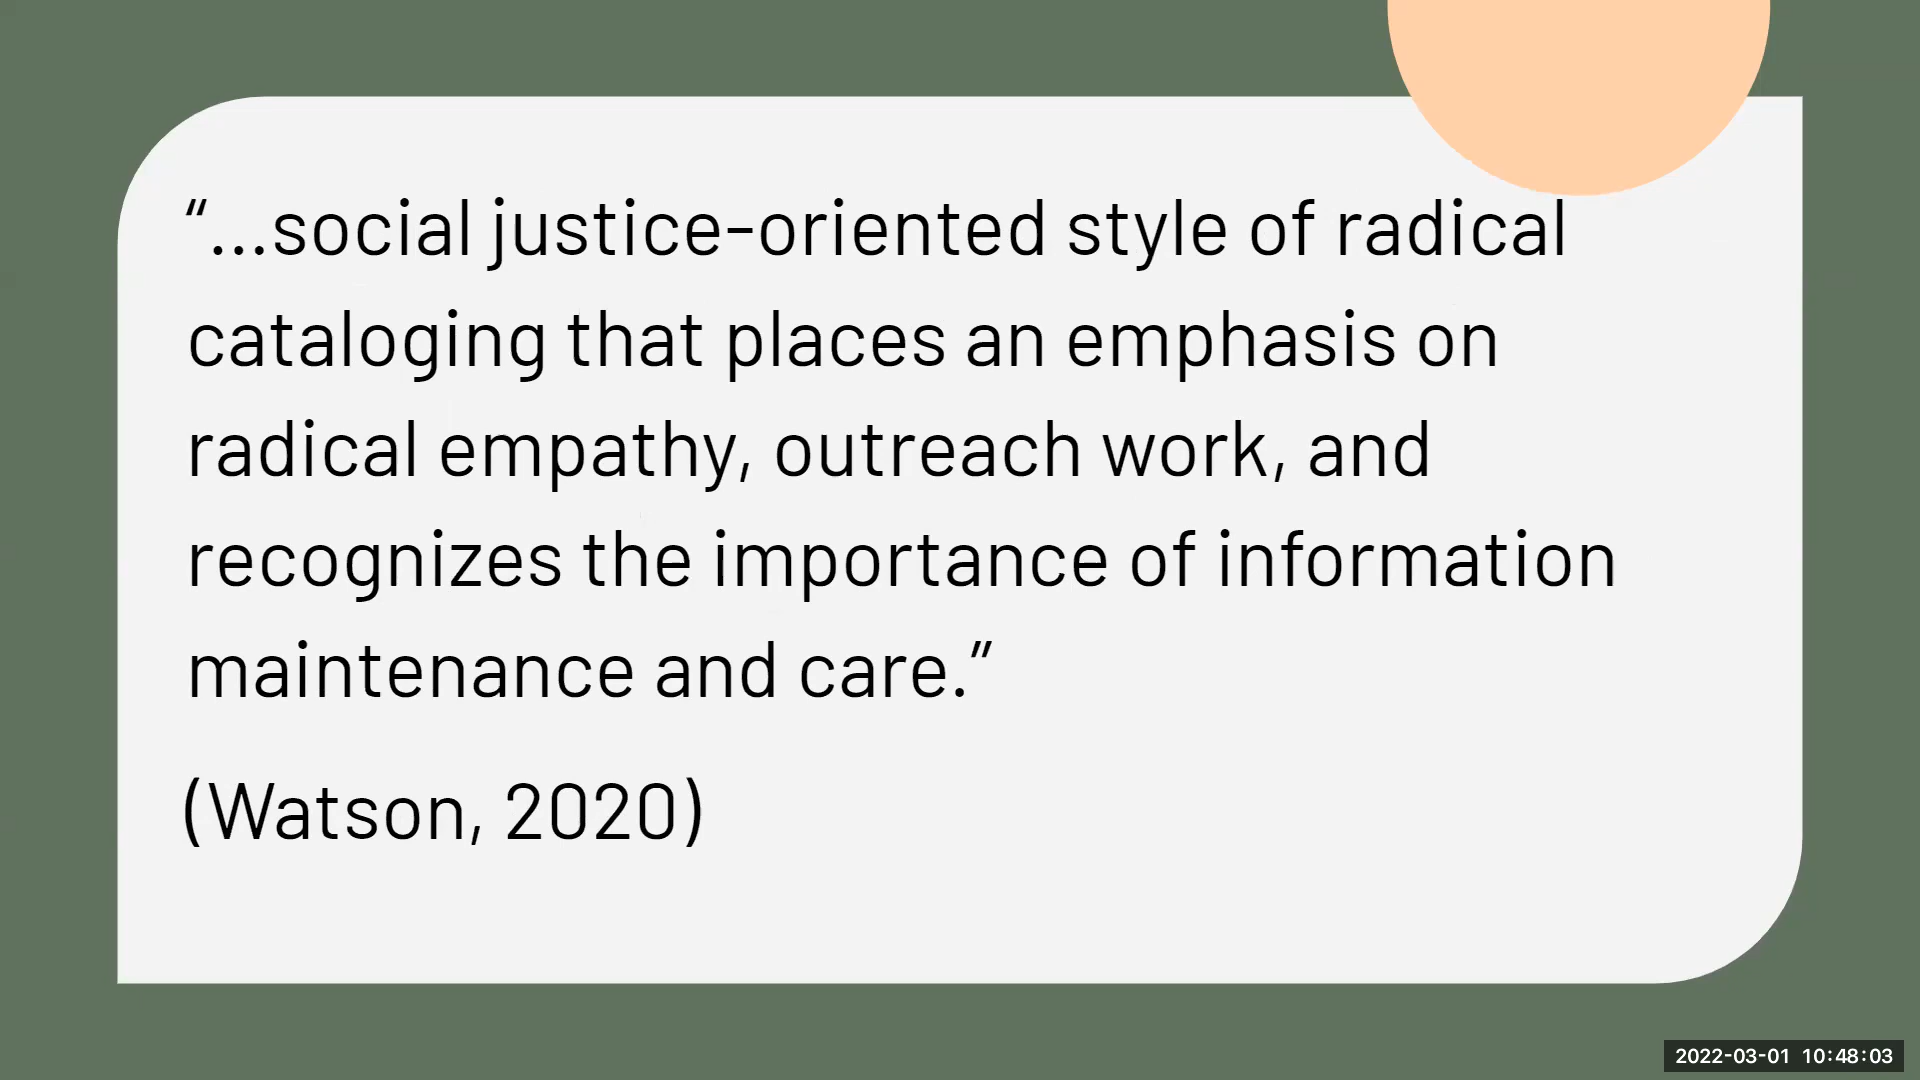 “...social justice-oriented style of radical
cataloging that places an emphasis on
radical empathy, outreach work, and
recognizes the importance of information
maintenance and care.”
(Watson, 2020)
2022-03-01 10:48:03